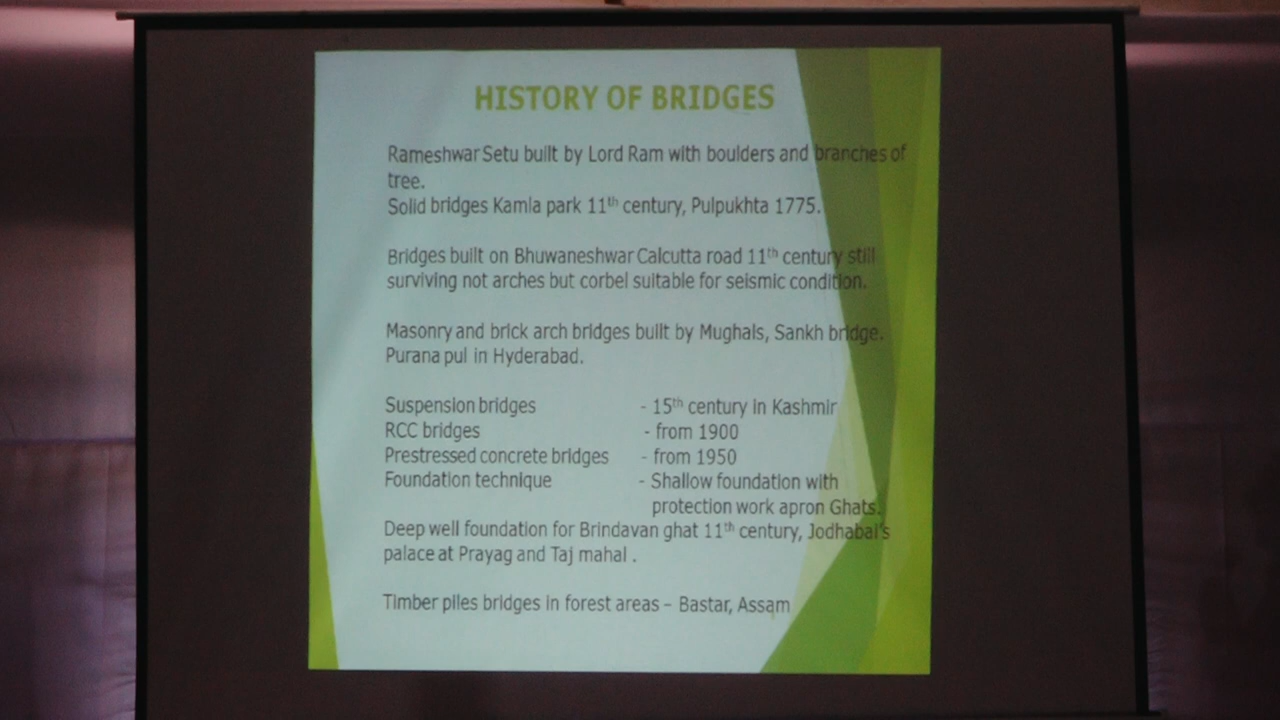 HISTORY OF BRIDGES
Rameshwar Setu built by Lord Ram with boulders and branches of
tree.
Solid bridges Kamla park 11th century, Pulpukhta 1775.
Bridges built on Bhuwaneshwar Calcutta road 11th century still
surviving not arches but corbel suitable for seismic condition.
Masonry and brick arch bridges built by Mughals, Sankh bridge.
Purana pul in Hyderabad.
Suspension bridges - 15th century in Kashmir
RCC bridges - from 1900
Prestressed concrete bridges - from 1950
Foundation technique - Shallow foundation with
protection work apron Ghats.
Deep well foundation for Brindavan ghat 11th century, Jodhabai's
palace at Prayag and Taj mahal .
Timber piles bridges in forest areas – Bastar, Assam